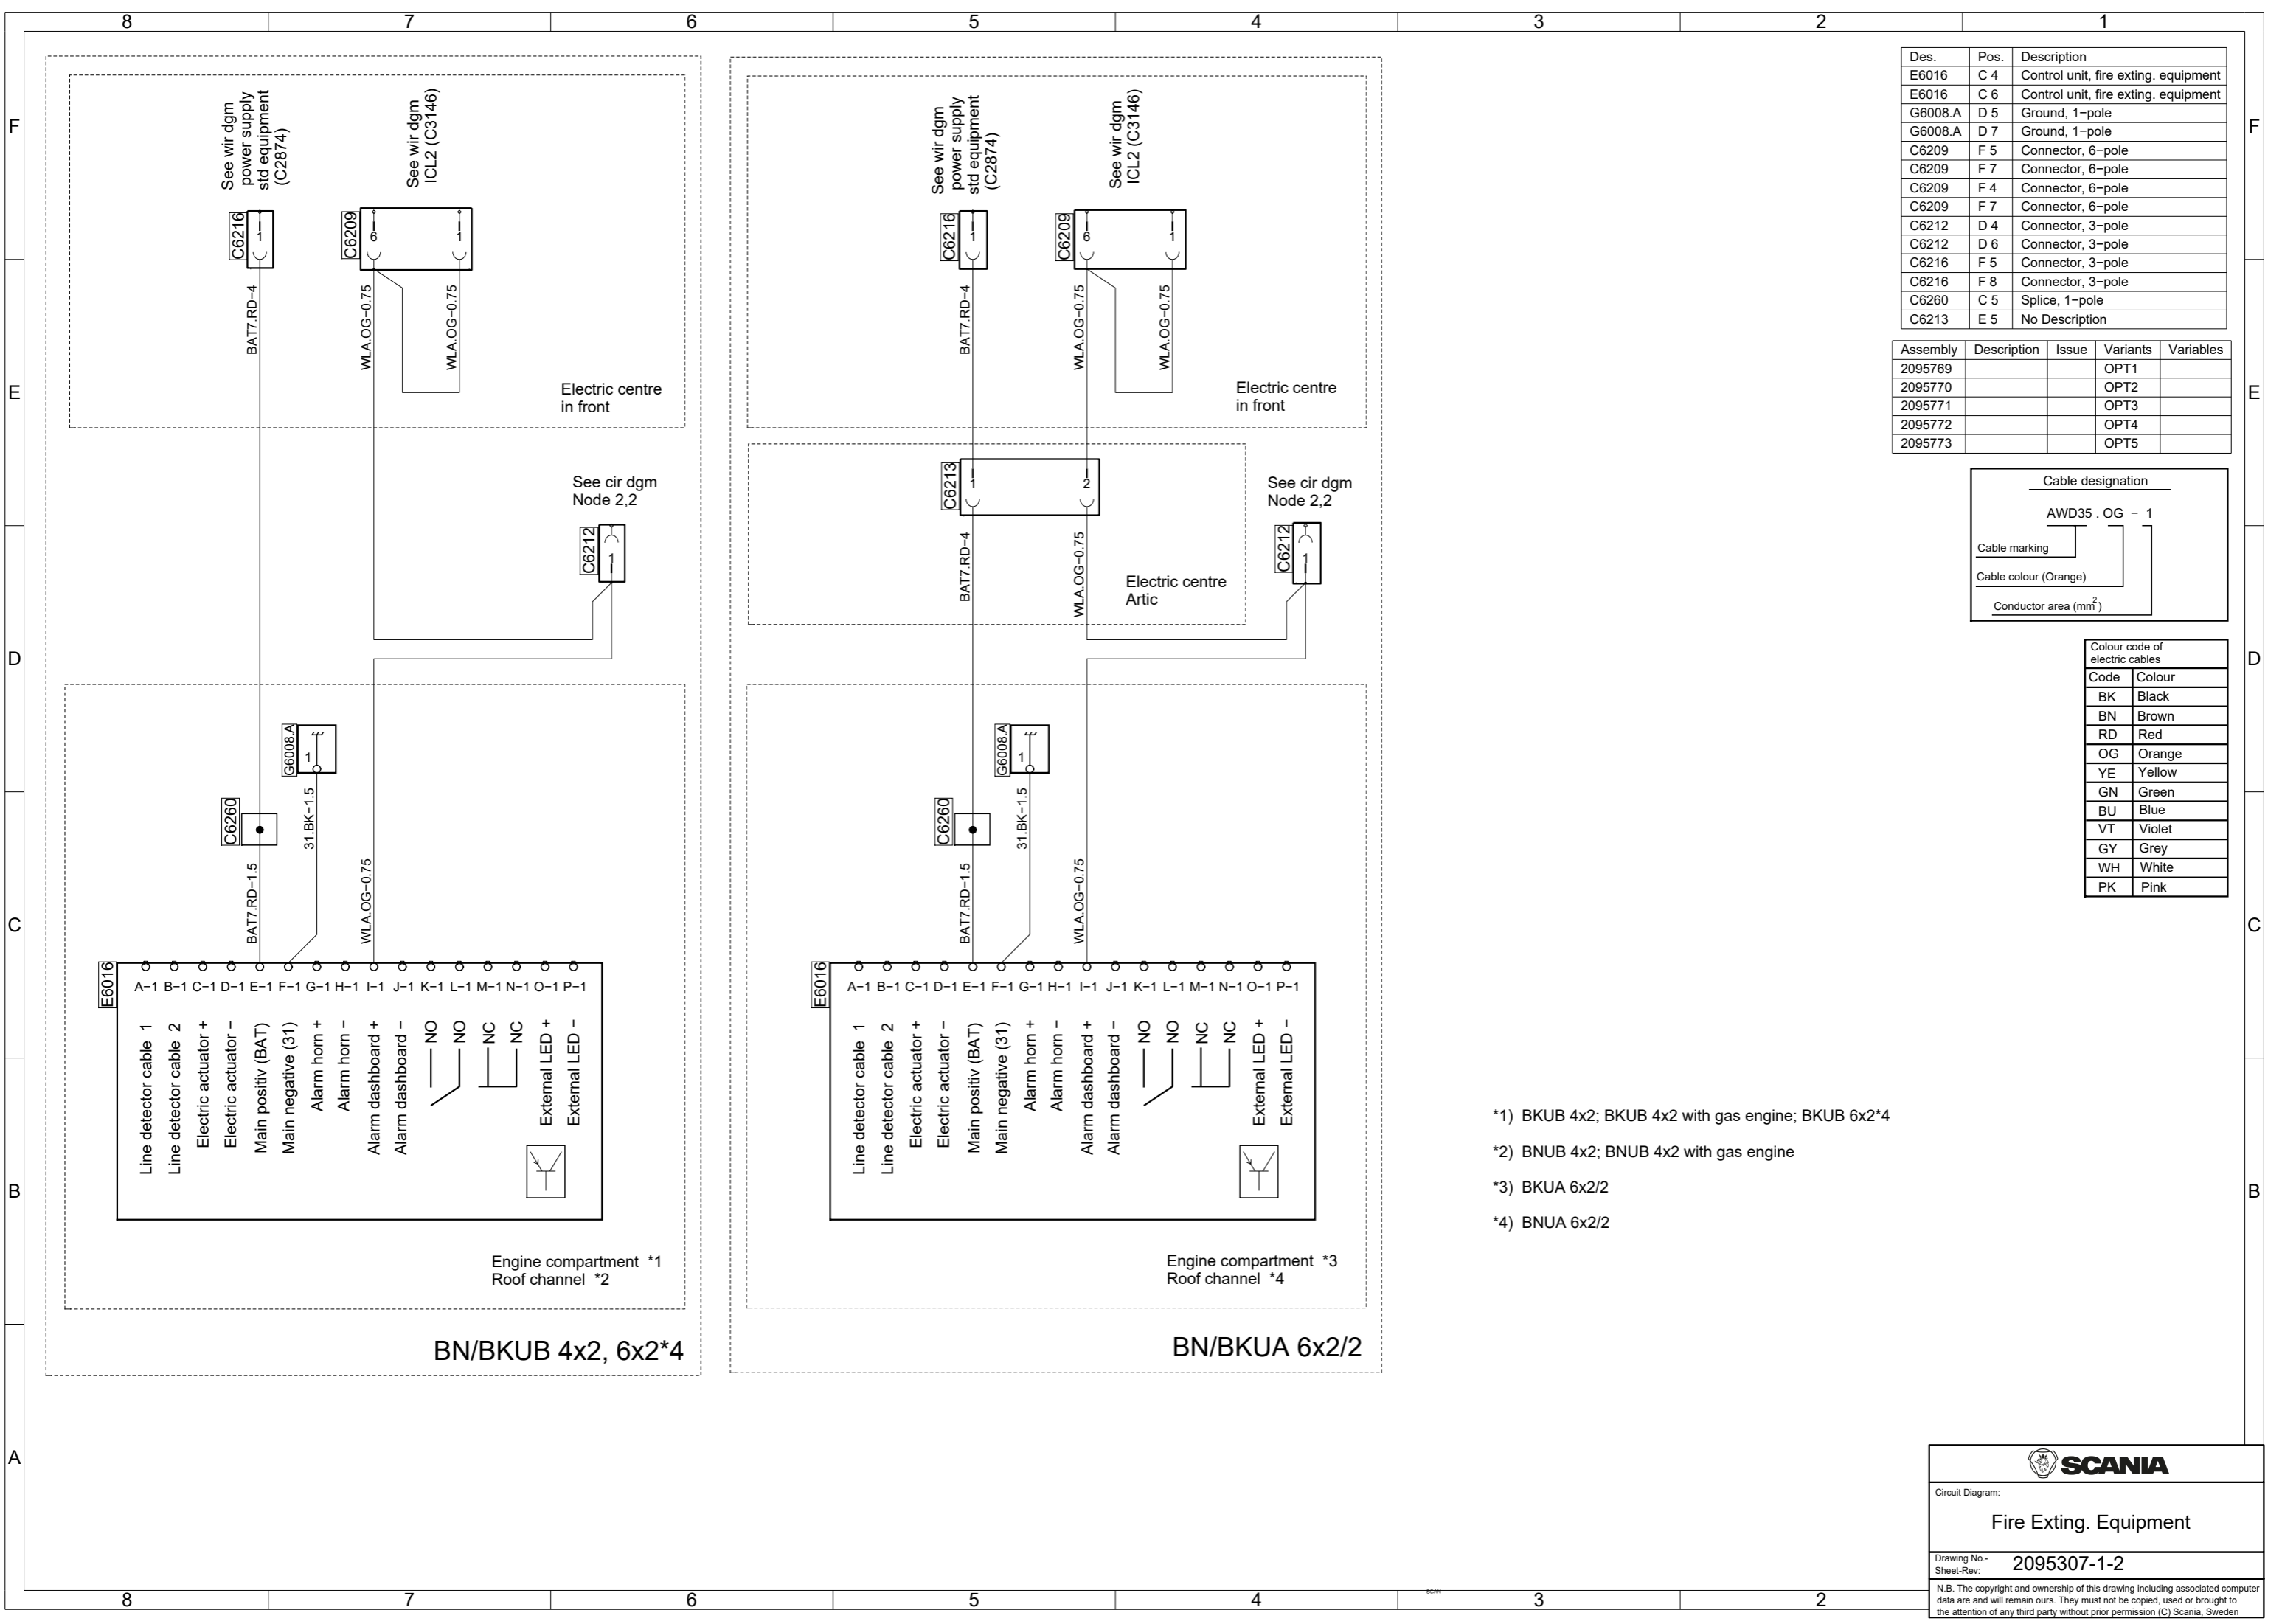 8 7 6 5 4 3 2 1
F
E
D
C
B
A
F
E
D
C
B
See wir dgm
power supply
std equipment
(C2874)
See wir dgm
ICL2 (C3146)
C6216
1
C6209
6
1
BAT7.RD−4
WLA.OG−0.75
WLA.OG−0.75
Electric centre
in front
See cir dgm
Node 2,2
C6212
1
G6008.A
1
C6260
31.BK−1.5
BAT7.RD−1.5
WLA.OG−0.75
E6016
A−1 B−1 C−1 D−1 E−1 F−1 G−1 H−1 I−1 J−1 K−1 L−1 M−1 N−1 O−1 P−1
Line detector cable 1
Line detector cable 2
Electric actuator +
Electric actuator −
Main positiv (BAT)
Main negative (31)
Alarm horn +
Alarm horn −
Alarm dashboard +
Alarm dashboard −
NO
NO
NC
NC
External LED +
External LED −
Engine compartment *1
Roof channel *2
BN/BKUB 4x2, 6x2*4
See wir dgm
power supply
std equipment
(C2874)
See wir dgm
ICL2 (C3146)
C6216
1
C6209
6
1
BAT7.RD−4
WLA.OG−0.75
WLA.OG−0.75
Electric centre
in front
C6213
1
2
See cir dgm
Node 2,2
C6212
1
BAT7.RD−4
WLA.OG−0.75
Electric centre
Artic
G6008.A
1
C6260
31.BK−1.5
BAT7.RD−1.5
WLA.OG−0.75
E6016
A−1 B−1 C−1 D−1 E−1 F−1 G−1 H−1 I−1 J−1 K−1 L−1 M−1 N−1 O−1 P−1
Line detector cable 1
Line detector cable 2
Electric actuator +
Electric actuator −
Main positiv (BAT)
Main negative (31)
Alarm horn +
Alarm horn −
Alarm dashboard +
Alarm dashboard −
NO
NO
NC
NC
External LED +
External LED −
Engine compartment *3
Roof channel *4
BN/BKUA 6x2/2
*1) BKUB 4x2; BKUB 4x2 with gas engine; BKUB 6x2*4
*2) BNUB 4x2; BNUB 4x2 with gas engine
*3) BKUA 6x2/2
*4) BNUA 6x2/2
Des. Pos. Description
E6016 C 4 Control unit, fire exting. equipment
E6016 C 6 Control unit, fire exting. equipment
G6008.A D 5 Ground, 1−pole
G6008.A D 7 Ground, 1−pole
C6209 F 5 Connector, 6−pole
C6209 F 7 Connector, 6−pole
C6209 F 4 Connector, 6−pole
C6209 F 7 Connector, 6−pole
C6212 D 4 Connector, 3−pole
C6212 D 6 Connector, 3−pole
C6216 F 5 Connector, 3−pole
C6216 F 8 Connector, 3−pole
C6260 C 5 Splice, 1−pole
C6213 E 5 No Description
Assembly Description Issue Variants Variables
2095769 OPT1
2095770 OPT2
2095771 OPT3
2095772 OPT4
2095773 OPT5
Cable designation
AWD35 . OG − 1
Cable marking
Cable colour (Orange)
Conductor area (mm2)
Colour code of
electric cables
Code Colour
BK Black
BN Brown
RD Red
OG Orange
YE Yellow
GN Green
BU Blue
VT Violet
GY Grey
WH White
PK Pink
SCANIA
Circuit Diagram:
Fire Exting. Equipment
Drawing No.-
Sheet-Rev:
2095307-1-2
N.B. The copyright and ownership of this drawing including associated computer
data are and will remain ours. They must not be copied, used or brought to
the attention of any third party without prior permission (C) Scania, Sweden
8 7 6 5 4 SCAN 3 2